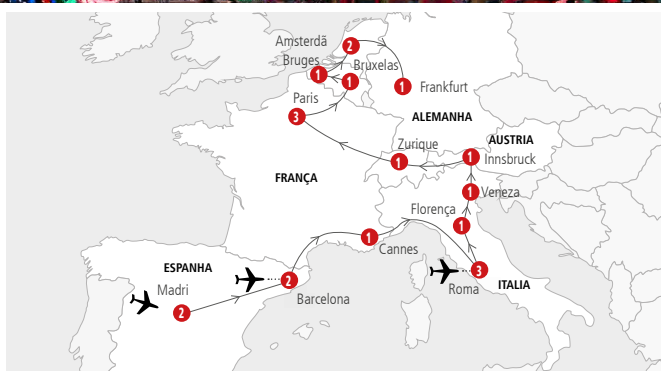 Amsterdã
2
Bruges
Bruxelas
1
1
1
Frankfurt
Paris
3
ALEMANHA
Zurique
1
AUSTRIA
1
Innsbruck
FRANÇA
1
Veneza
Florença
1
1
Cannes
ESPANHA
Madri
2
2
Barcelona
3
Roma
ITALIA